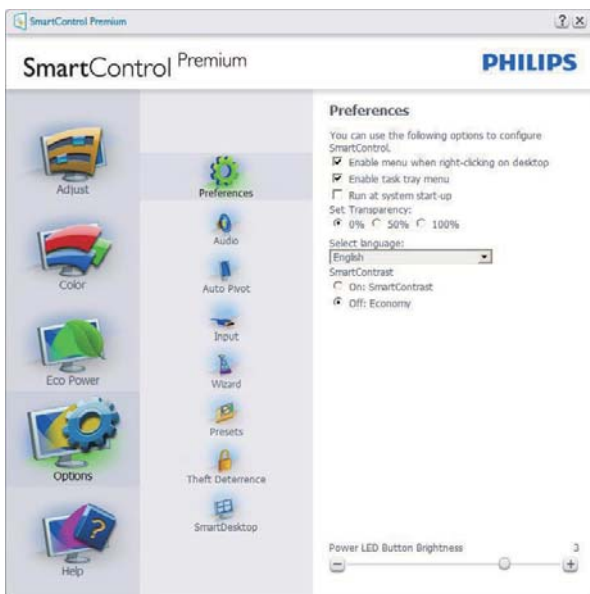 SmartControl Premium
SmartControl Premium
PHILIPS
Adjust
Color
Eco Power
Options
Help
Preferences
Audio
Auto Pivot
Input
Wizard
Presets
Theft Deterrence
SmartDesktop
Preferences
You can use the following options to configure
SmartControl.
Enable menu when right-clicking on desktop
Enable task tray menu
Run at system start-up
Set Transparency:
0% 50% 100%
Select language:
English
SmartContrast
On: SmartContrast
Off: Economy
Power LED Button Brightness 3